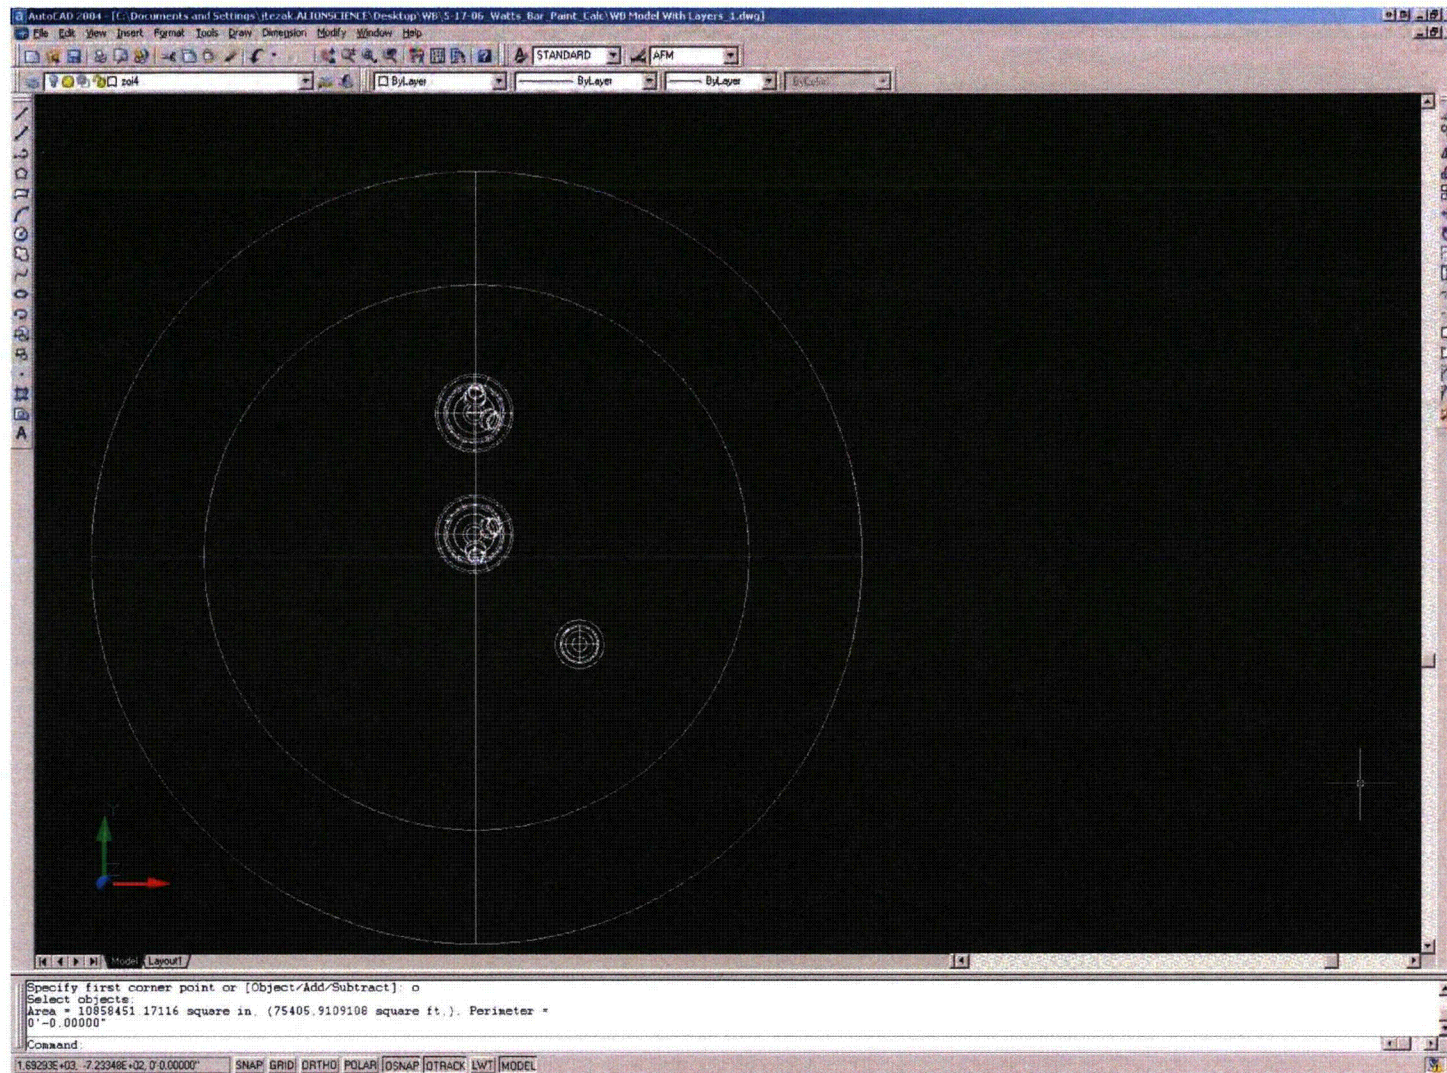 AutoCAD 2004 - [C:\Documents and Settings\jtezak.ALIONSCIENCE\Desktop\WB\5-17-06_Watts_Bar_Paint_Calc\WB Model With Layers_1.dwg]
File Edit View Insert Format Tools Draw Dimension Modify Window Help
STANDARD AFM
zoi4 ByLayer ByLayer ByLayer ByColor
A
Y
Model Layout1
Specify first corner point or [Object/Add/Subtract]: o
Select objects:
Area = 10858451.17116 square in. (75405.9109108 square ft.). Perimeter =
0'-0.00000"
Command:
1.69293E+03, -7.23348E+02, 0'-0.00000" SNAP GRID ORTHO POLAR OSNAP OTRACK LWT MODEL